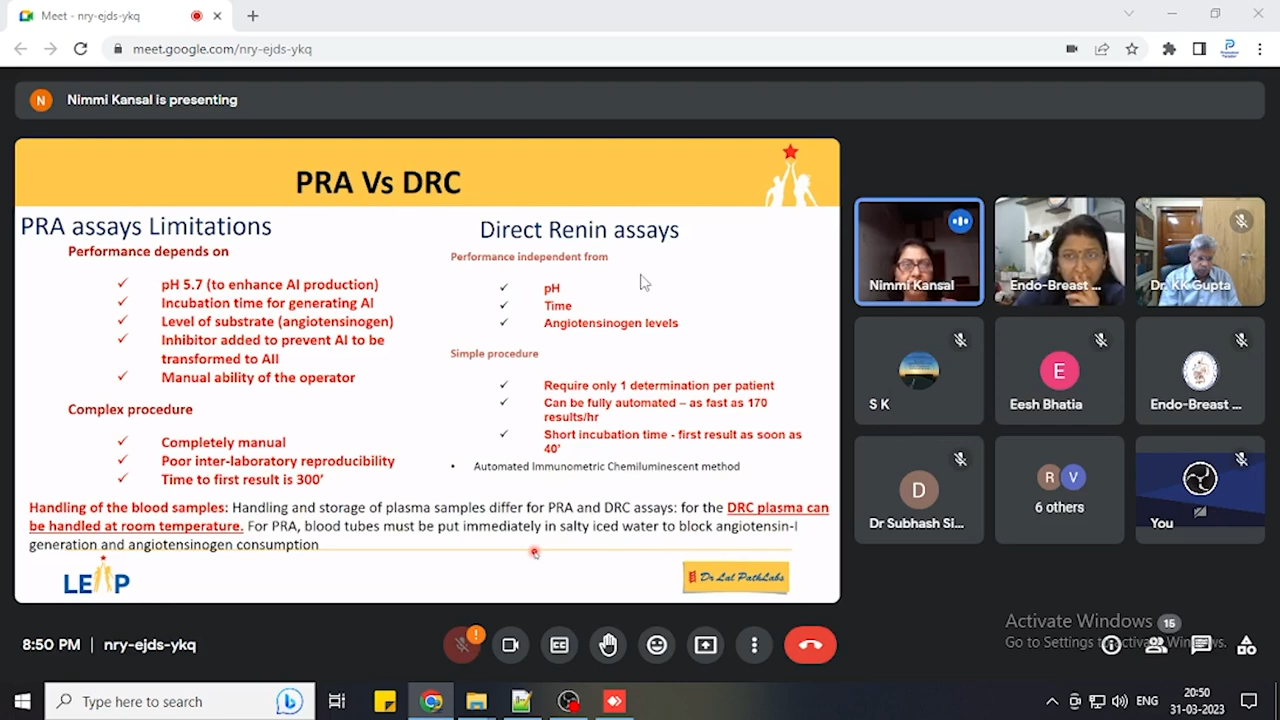 Meet - nry-ejds-ykq
meet.google.com/nry-ejds-ykq
N
Nimmi Kansal is presenting
PRA Vs DRC
PRA assays Limitations
Performance depends on
✓ pH 5.7 (to enhance AI production)
✓ Incubation time for generating AI
✓ Level of substrate (angiotensinogen)
✓ Inhibitor added to prevent AI to be
transformed to AII
✓ Manual ability of the operator
Complex procedure
✓ Completely manual
✓ Poor inter-laboratory reproducibility
✓ Time to first result is 300’
Direct Renin assays
Performance independent from
✓ pH
✓ Time
✓ Angiotensinogen levels
Simple procedure
✓ Require only 1 determination per patient
✓ Can be fully automated – as fast as 170
results/hr
✓ Short incubation time - first result as soon as
40’
• Automated Immunometric Chemiluminescent method
Handling of the blood samples: Handling and storage of plasma samples differ for PRA and DRC assays: for the DRC plasma can
be handled at room temperature. For PRA, blood tubes must be put immediately in salty iced water to block angiotensin-I
generation and angiotensinogen consumption
LEAP
Dr Lal PathLabs
Nimmi Kansal
Endo-Breast ...
Dr. KK Gupta
S K
E
Eesh Bhatia
Endo-Breast ...
D
Dr Subhash Si...
R V
6 others
You
8:50 PM | nry-ejds-ykq
Activate Windows
Go to Settings to activate Windows.
15
Type here to search
ENG
20:50
31-03-2023